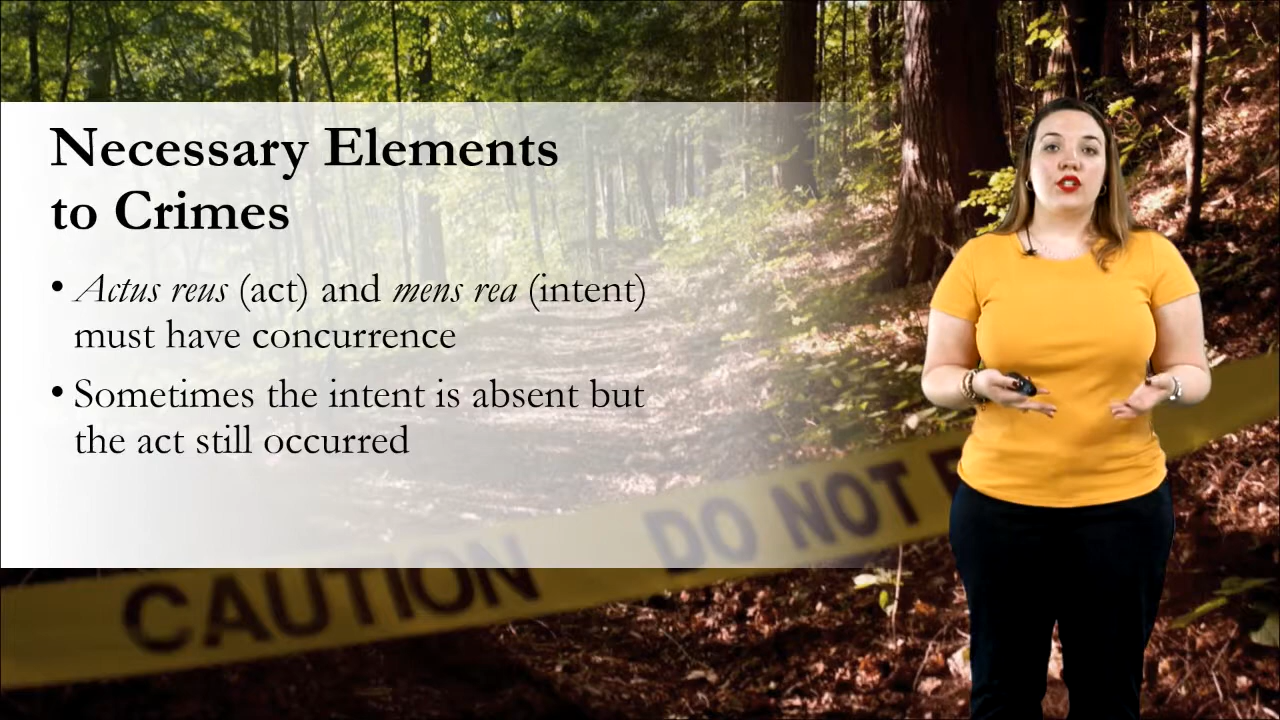 Necessary Elements
to Crimes
• Actus reus (act) and mens rea (intent)
must have concurrence
• Sometimes the intent is absent but
the act still occurred
CAUTION DO NOT